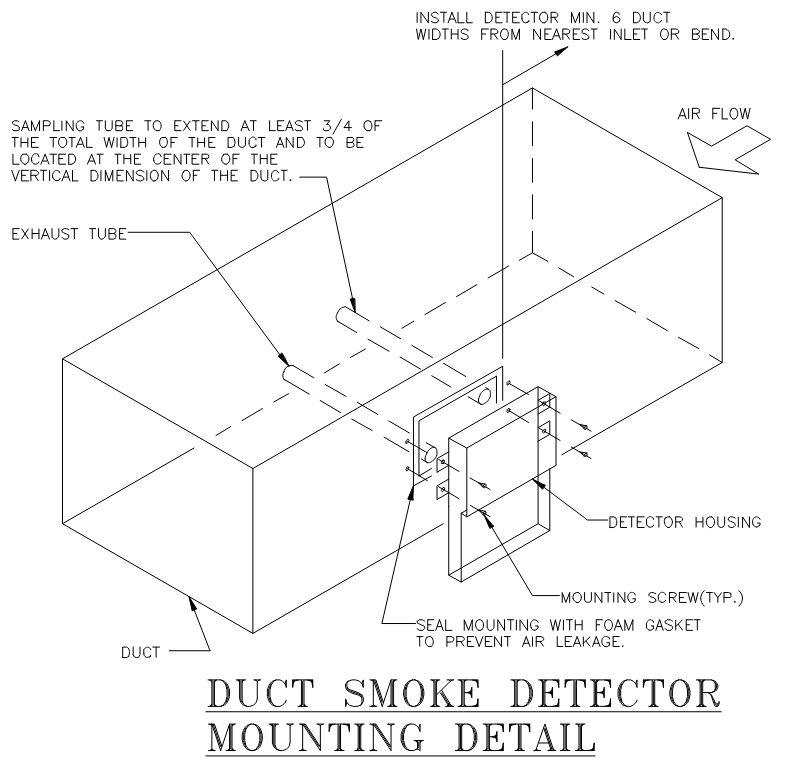 INSTALL DETECTOR MIN. 6 DUCT
WIDTHS FROM NEAREST INLET OR BEND.
AIR FLOW
SAMPLING TUBE TO EXTEND AT LEAST 3/4 OF
THE TOTAL WIDTH OF THE DUCT AND TO BE
LOCATED AT THE CENTER OF THE
VERTICAL DIMENSION OF THE DUCT.
EXHAUST TUBE
DETECTOR HOUSING
MOUNTING SCREW(TYP.)
SEAL MOUNTING WITH FOAM GASKET
TO PREVENT AIR LEAKAGE.
DUCT
DUCT SMOKE DETECTOR
MOUNTING DETAIL